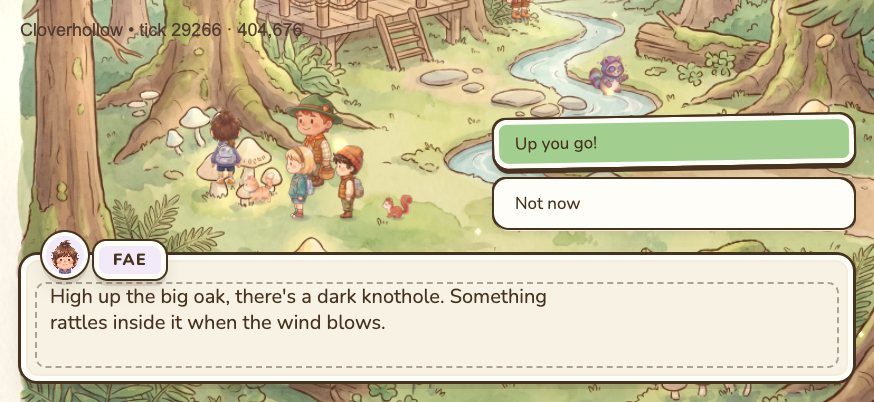 Cloverhollow • tick 29266 · 404,676
Up you go!
Not now
FAE
High up the big oak, there's a dark knothole. Something
rattles inside it when the wind blows.